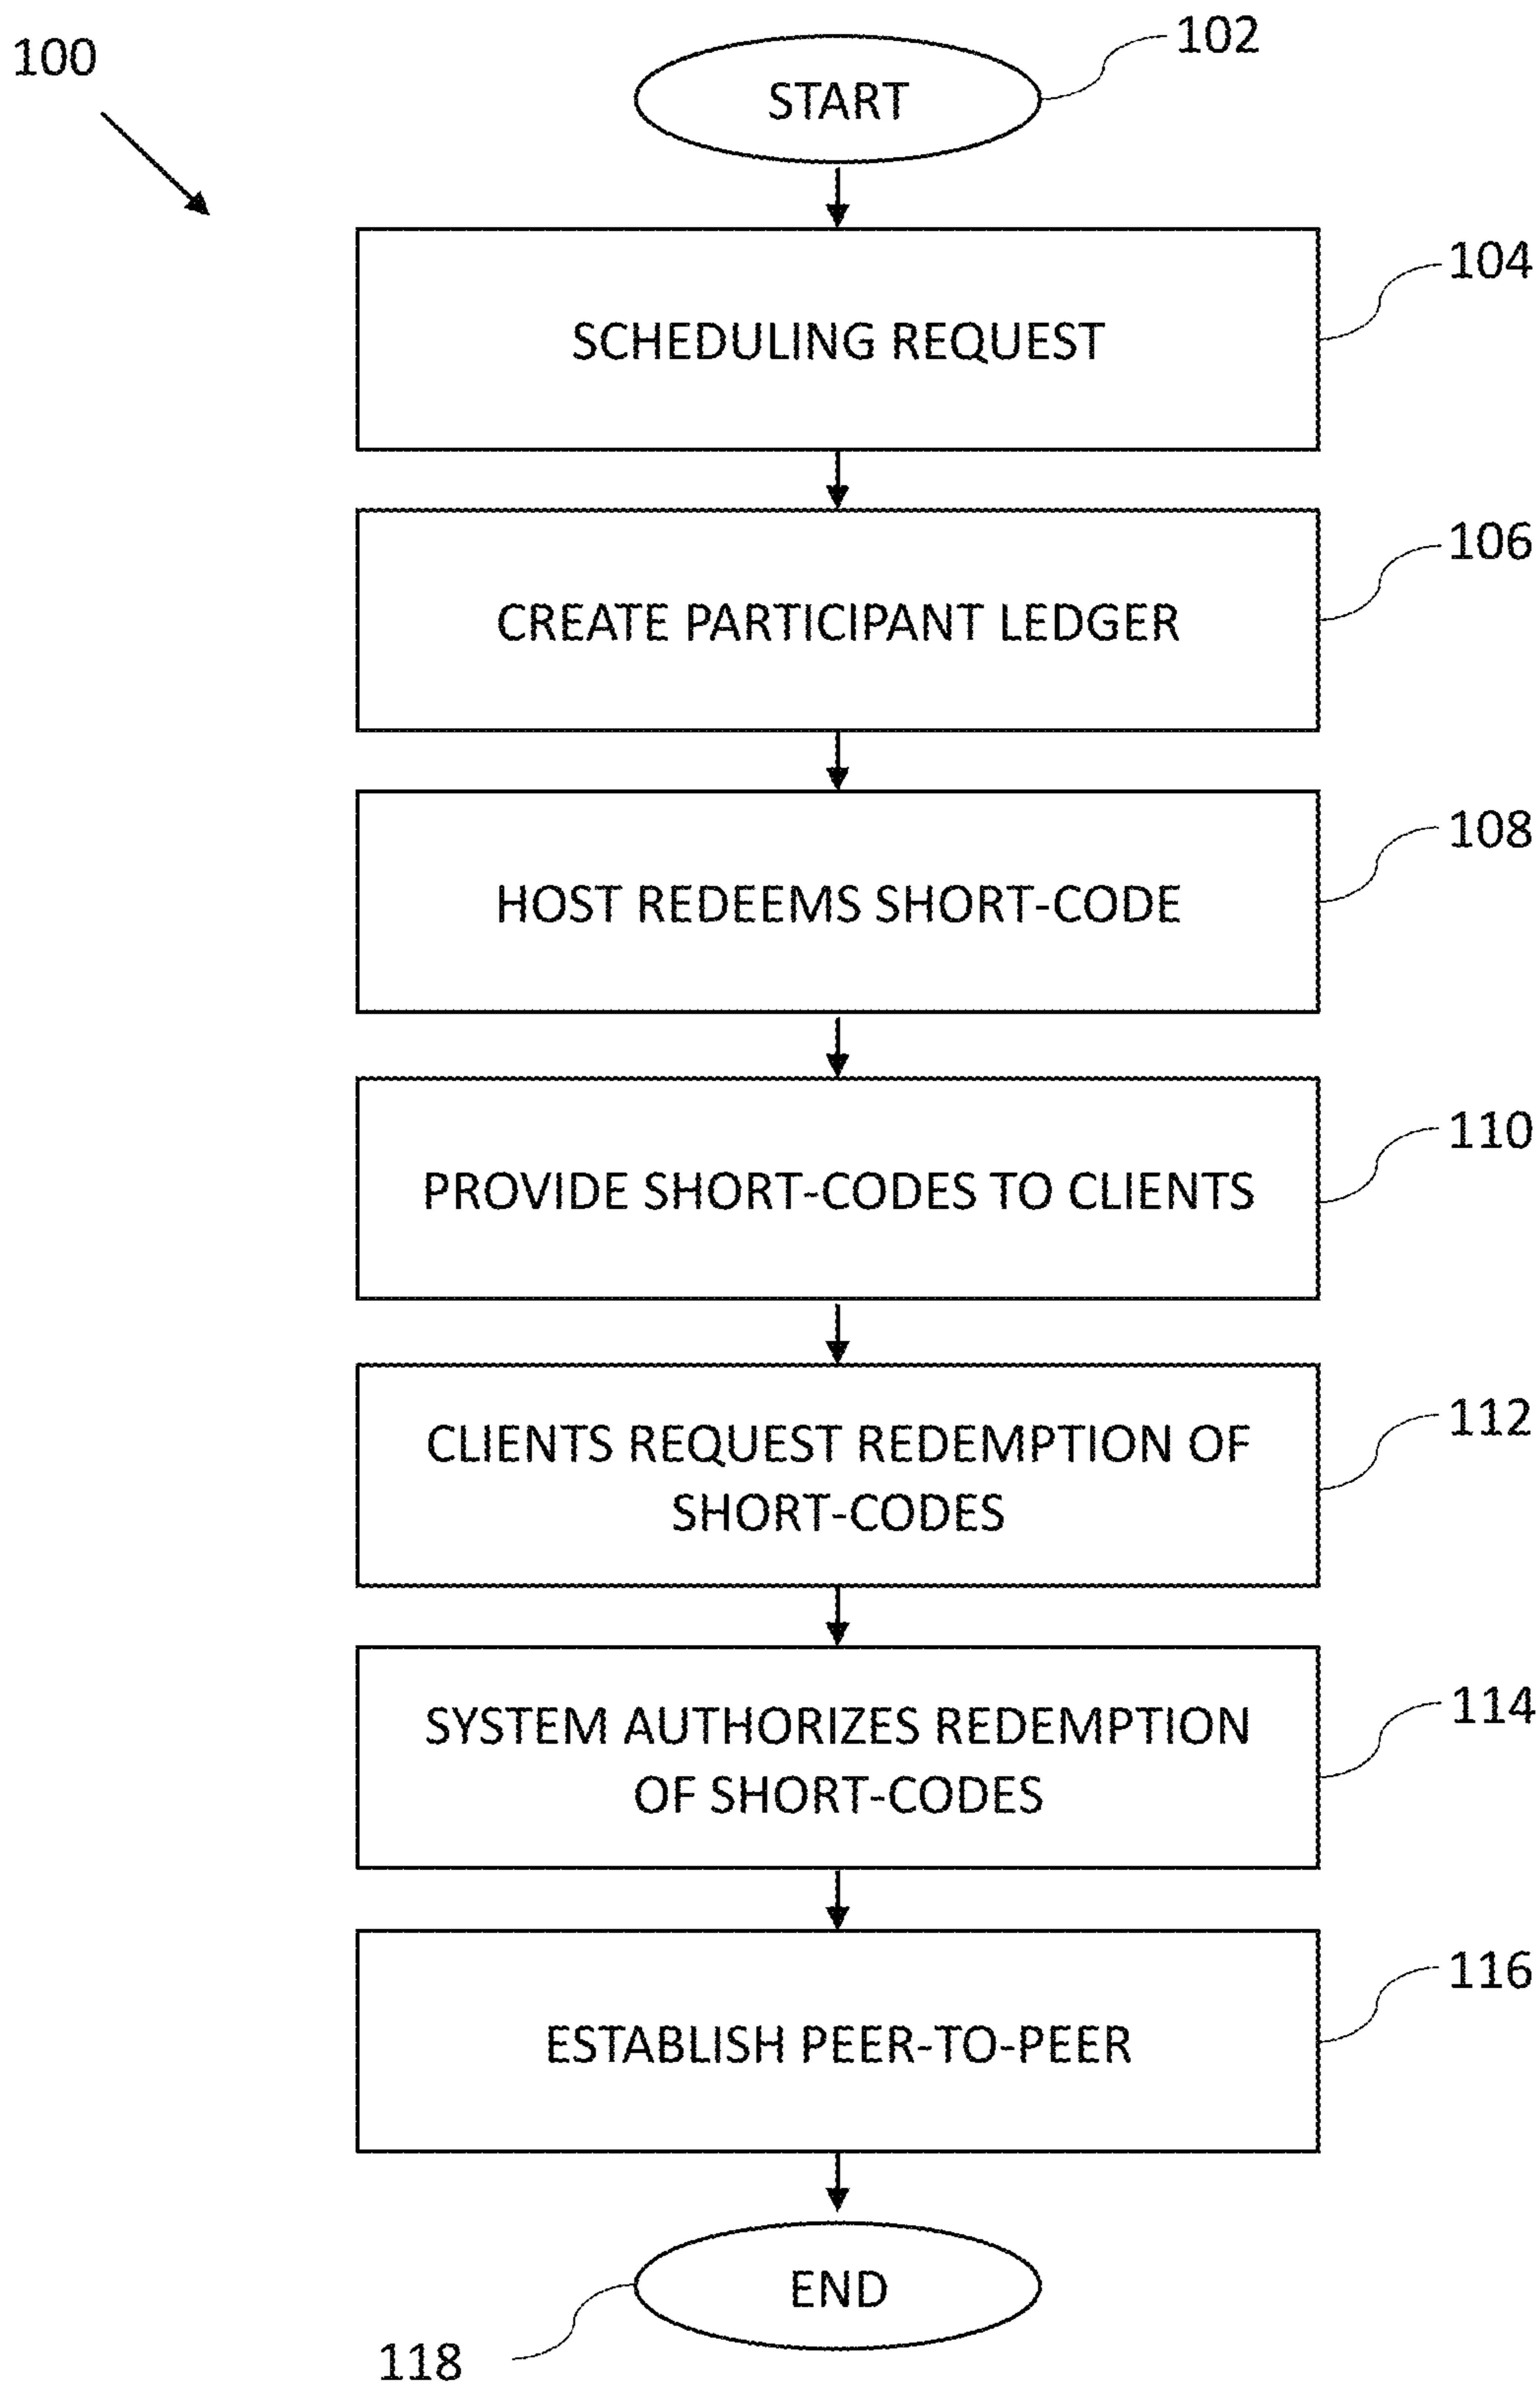 100
102
START
104
SCHEDULING REQUEST
106
CREATE PARTICIPANT LEDGER
108
HOST REDEEMS SHORT-CODE
110
PROVIDE SHORT-CODES TO CLIENTS
112
CLIENTS REQUEST REDEMPTION OF
SHORT-CODES
114
SYSTEM AUTHORIZES REDEMPTION
OF SHORT-CODES
116
ESTABLISH PEER-TO-PEER
END
118